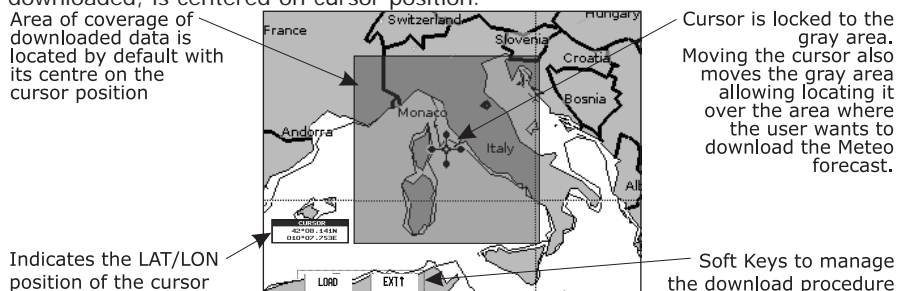 downloaded, is centered on cursor position.
Area of coverage of
downloaded data is
located by default with
its centre on the
cursor position
France
Switzerland
Hungary
Slovenia
Croatia
Bosnia
Monaco
Andorra
Italy
Alb
Cursor is locked to the
gray area.
Moving the cursor also
moves the gray area
allowing locating it
over the area where
the user wants to
download the Meteo
forecast.
CURSOR
42°08.141N
010°07.753E
Indicates the LAT/LON
position of the cursor
LOAD
EXIT
Soft Keys to manage
the download procedure